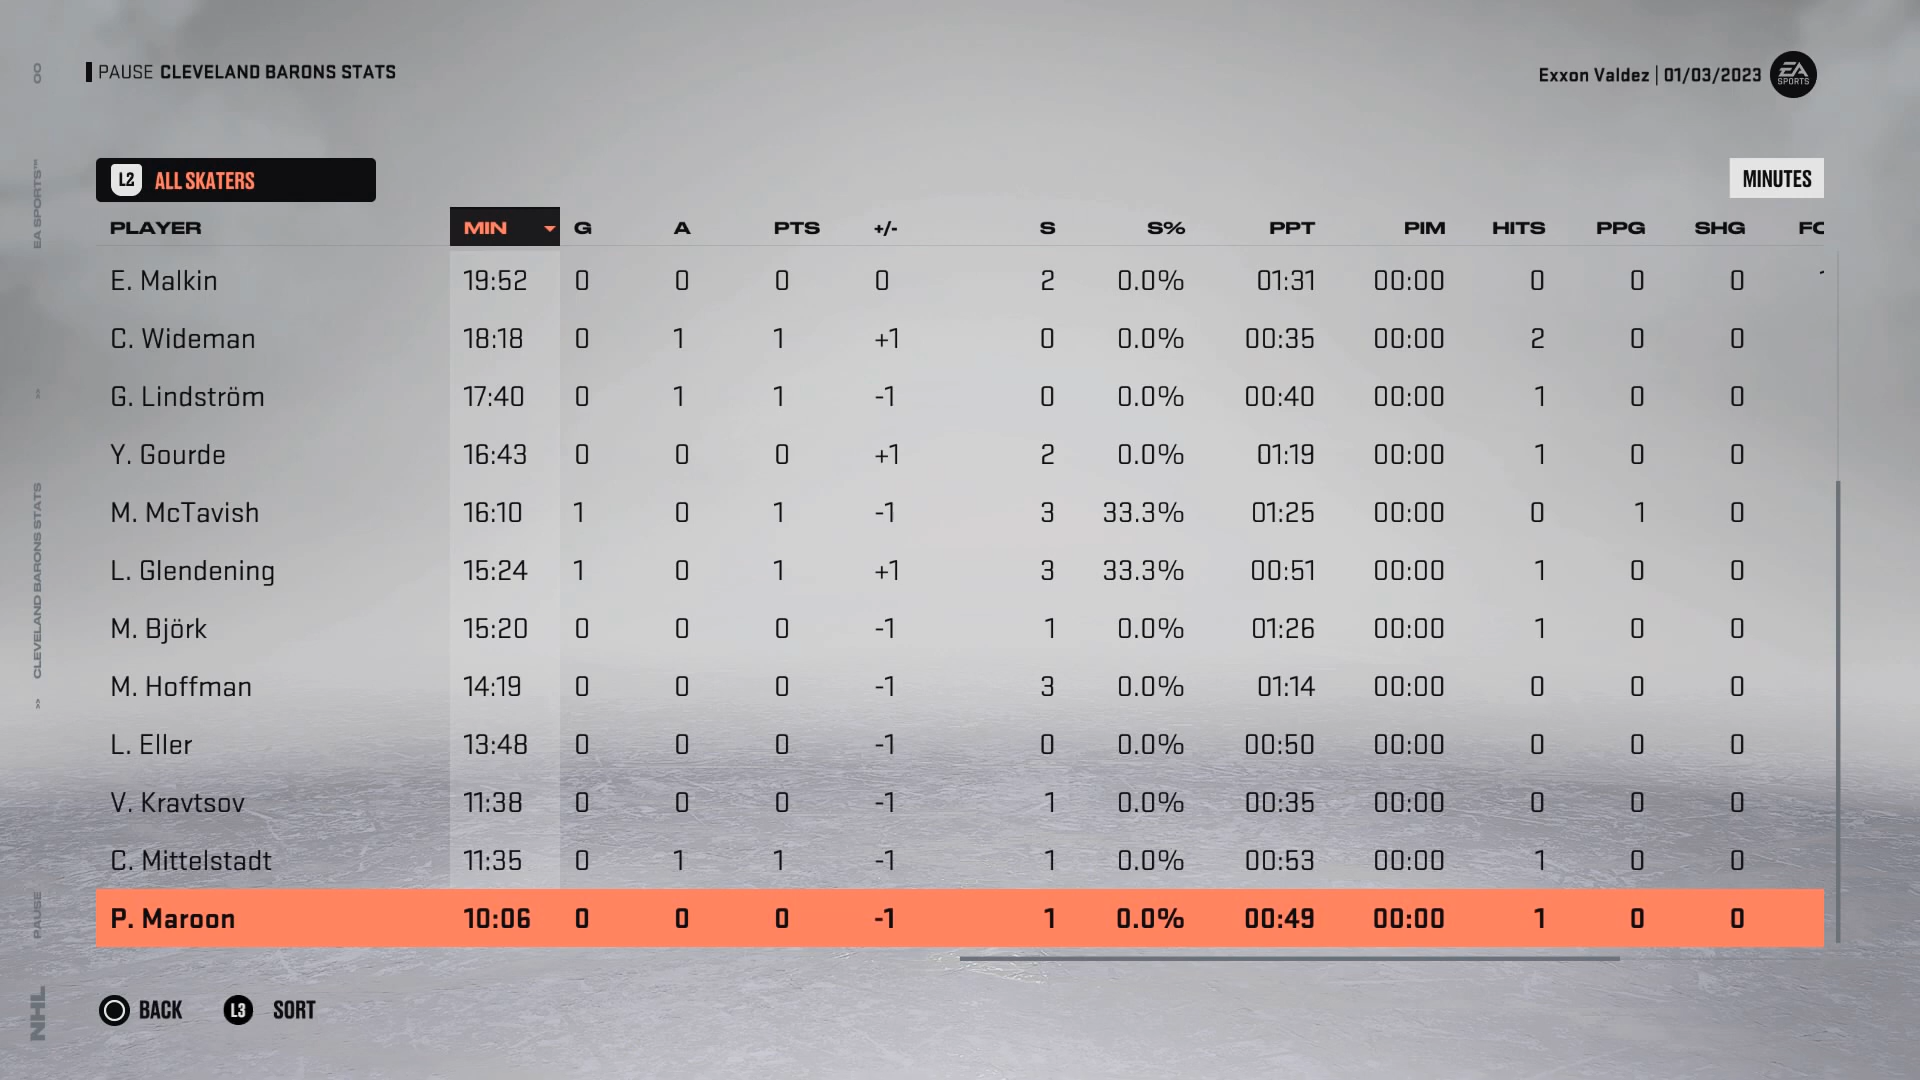 PAUSE CLEVELAND BARONS STATS
Exxon Valdez | 01/03/2023
EA SPORTS
L2 ALL SKATERS
MINUTES
PLAYER MIN G A PTS +/- S S% PPT PIM HITS PPG SHG
E. Malkin 19:52 0 0 0 0 2 0.0% 01:31 00:00 0 0 0
C. Wideman 18:18 0 1 1 +1 0 0.0% 00:35 00:00 2 0 0
G. Lindström 17:40 0 1 1 -1 0 0.0% 00:40 00:00 1 0 0
Y. Gourde 16:43 0 0 0 +1 2 0.0% 01:19 00:00 1 0 0
M. McTavish 16:10 1 0 1 -1 3 33.3% 01:25 00:00 0 1 0
L. Glendening 15:24 1 0 1 +1 3 33.3% 00:51 00:00 1 0 0
M. Björk 15:20 0 0 0 -1 1 0.0% 01:26 00:00 1 0 0
M. Hoffman 14:19 0 0 0 -1 3 0.0% 01:14 00:00 0 0 0
L. Eller 13:48 0 0 0 -1 0 0.0% 00:50 00:00 0 0 0
V. Kravtsov 11:38 0 0 0 -1 1 0.0% 00:35 00:00 0 0 0
C. Mittelstadt 11:35 0 1 1 -1 1 0.0% 00:53 00:00 1 0 0
P. Maroon 10:06 0 0 0 -1 1 0.0% 00:49 00:00 1 0 0
BACK L3 SORT
NHL PAUSE >> CLEVELAND BARONS STATS >> EA SPORTS™